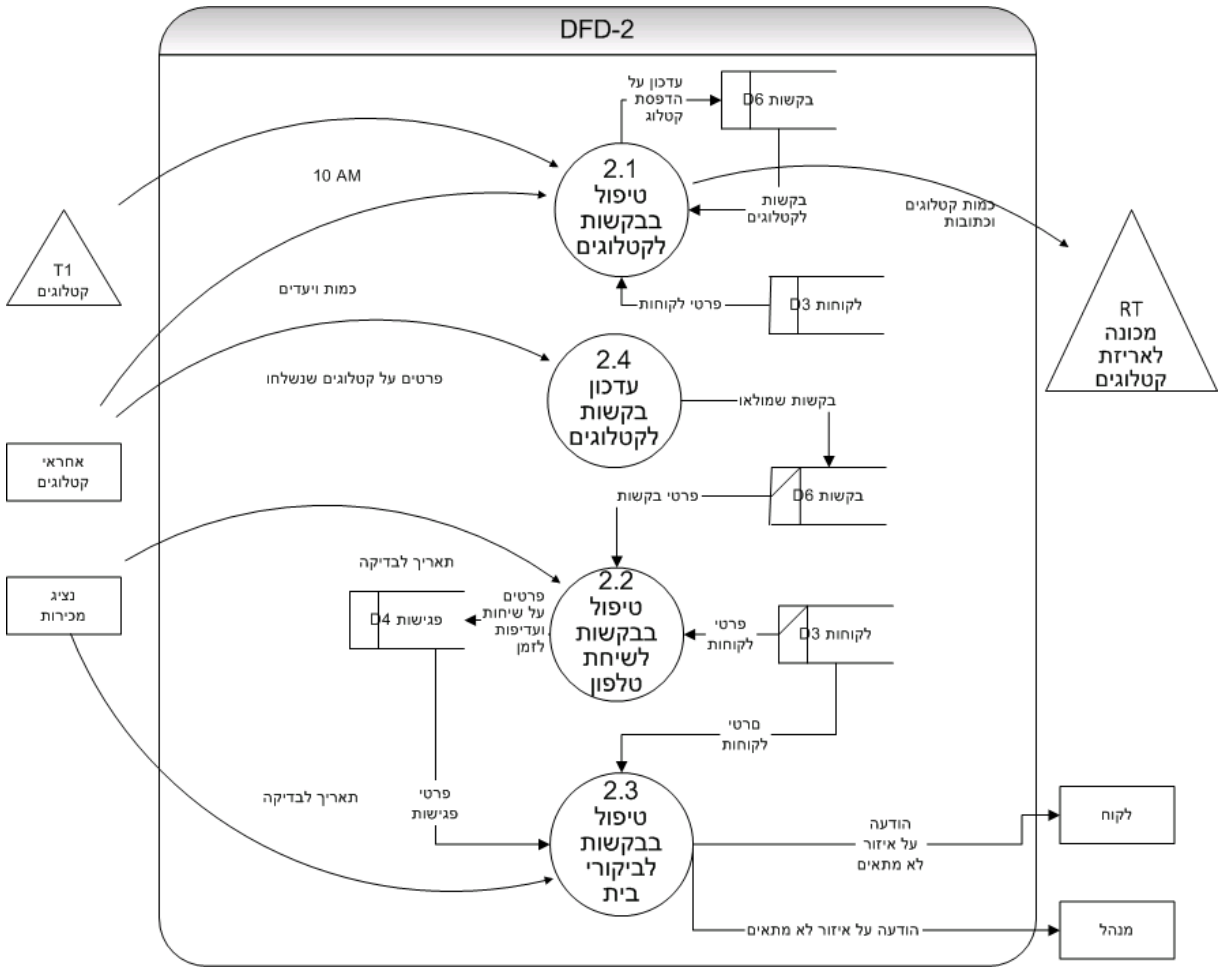 DFD-2
עדכון על
הדפסת
קטלוג
D6 בקשות
10 AM
2.1
טיפול
בבקשות
לקטלוגים
בקשות
לקטלוגים
כמות קטלוגים
וכתובות
T1
קטלוגים
כמות ויעדים
פרטי לקוחות
D3 לקוחות
RT
מכונה
לאריזת
קטלוגים
2.4
עדכון
בקשות
לקטלוגים
פרטים על קטלוגים שנשלחו
בקשות שמולאו
אחראי
קטלוגים
פרטי בקשות
D6 בקשות
תאריך לבדיקה
נציג
מכירות
D4 פגישות
פרטים
על שיחות
ועדיפות
לזמן
2.2
טיפול
בבקשות
לשיחת
טלפון
פרטי
לקוחות
D3 לקוחות
םרטי
לקוחות
תאריך לבדיקה
פרטי
פגישות
2.3
טיפול
בבקשות
לביקורי
בית
הודעה
על איזור
לא מתאים
לקוח
הודעה על איזור לא מתאים
מנהל